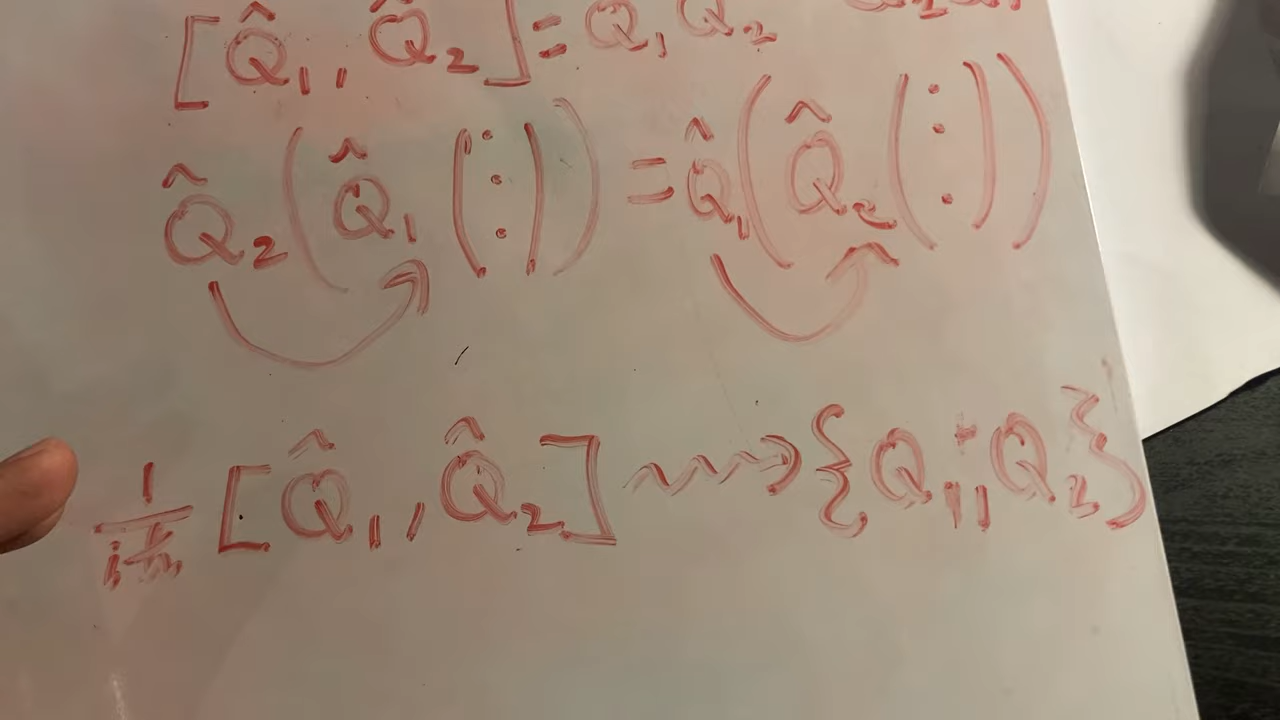 [Q̂₁, Q̂₂] = Q₁Q₂
Q̂₂(Q̂₁(⋮)) = Q̂₁(Q̂₂(⋮))
1/iħ [Q̂₁, Q̂₂] ⇝ {Q₁, Q₂}